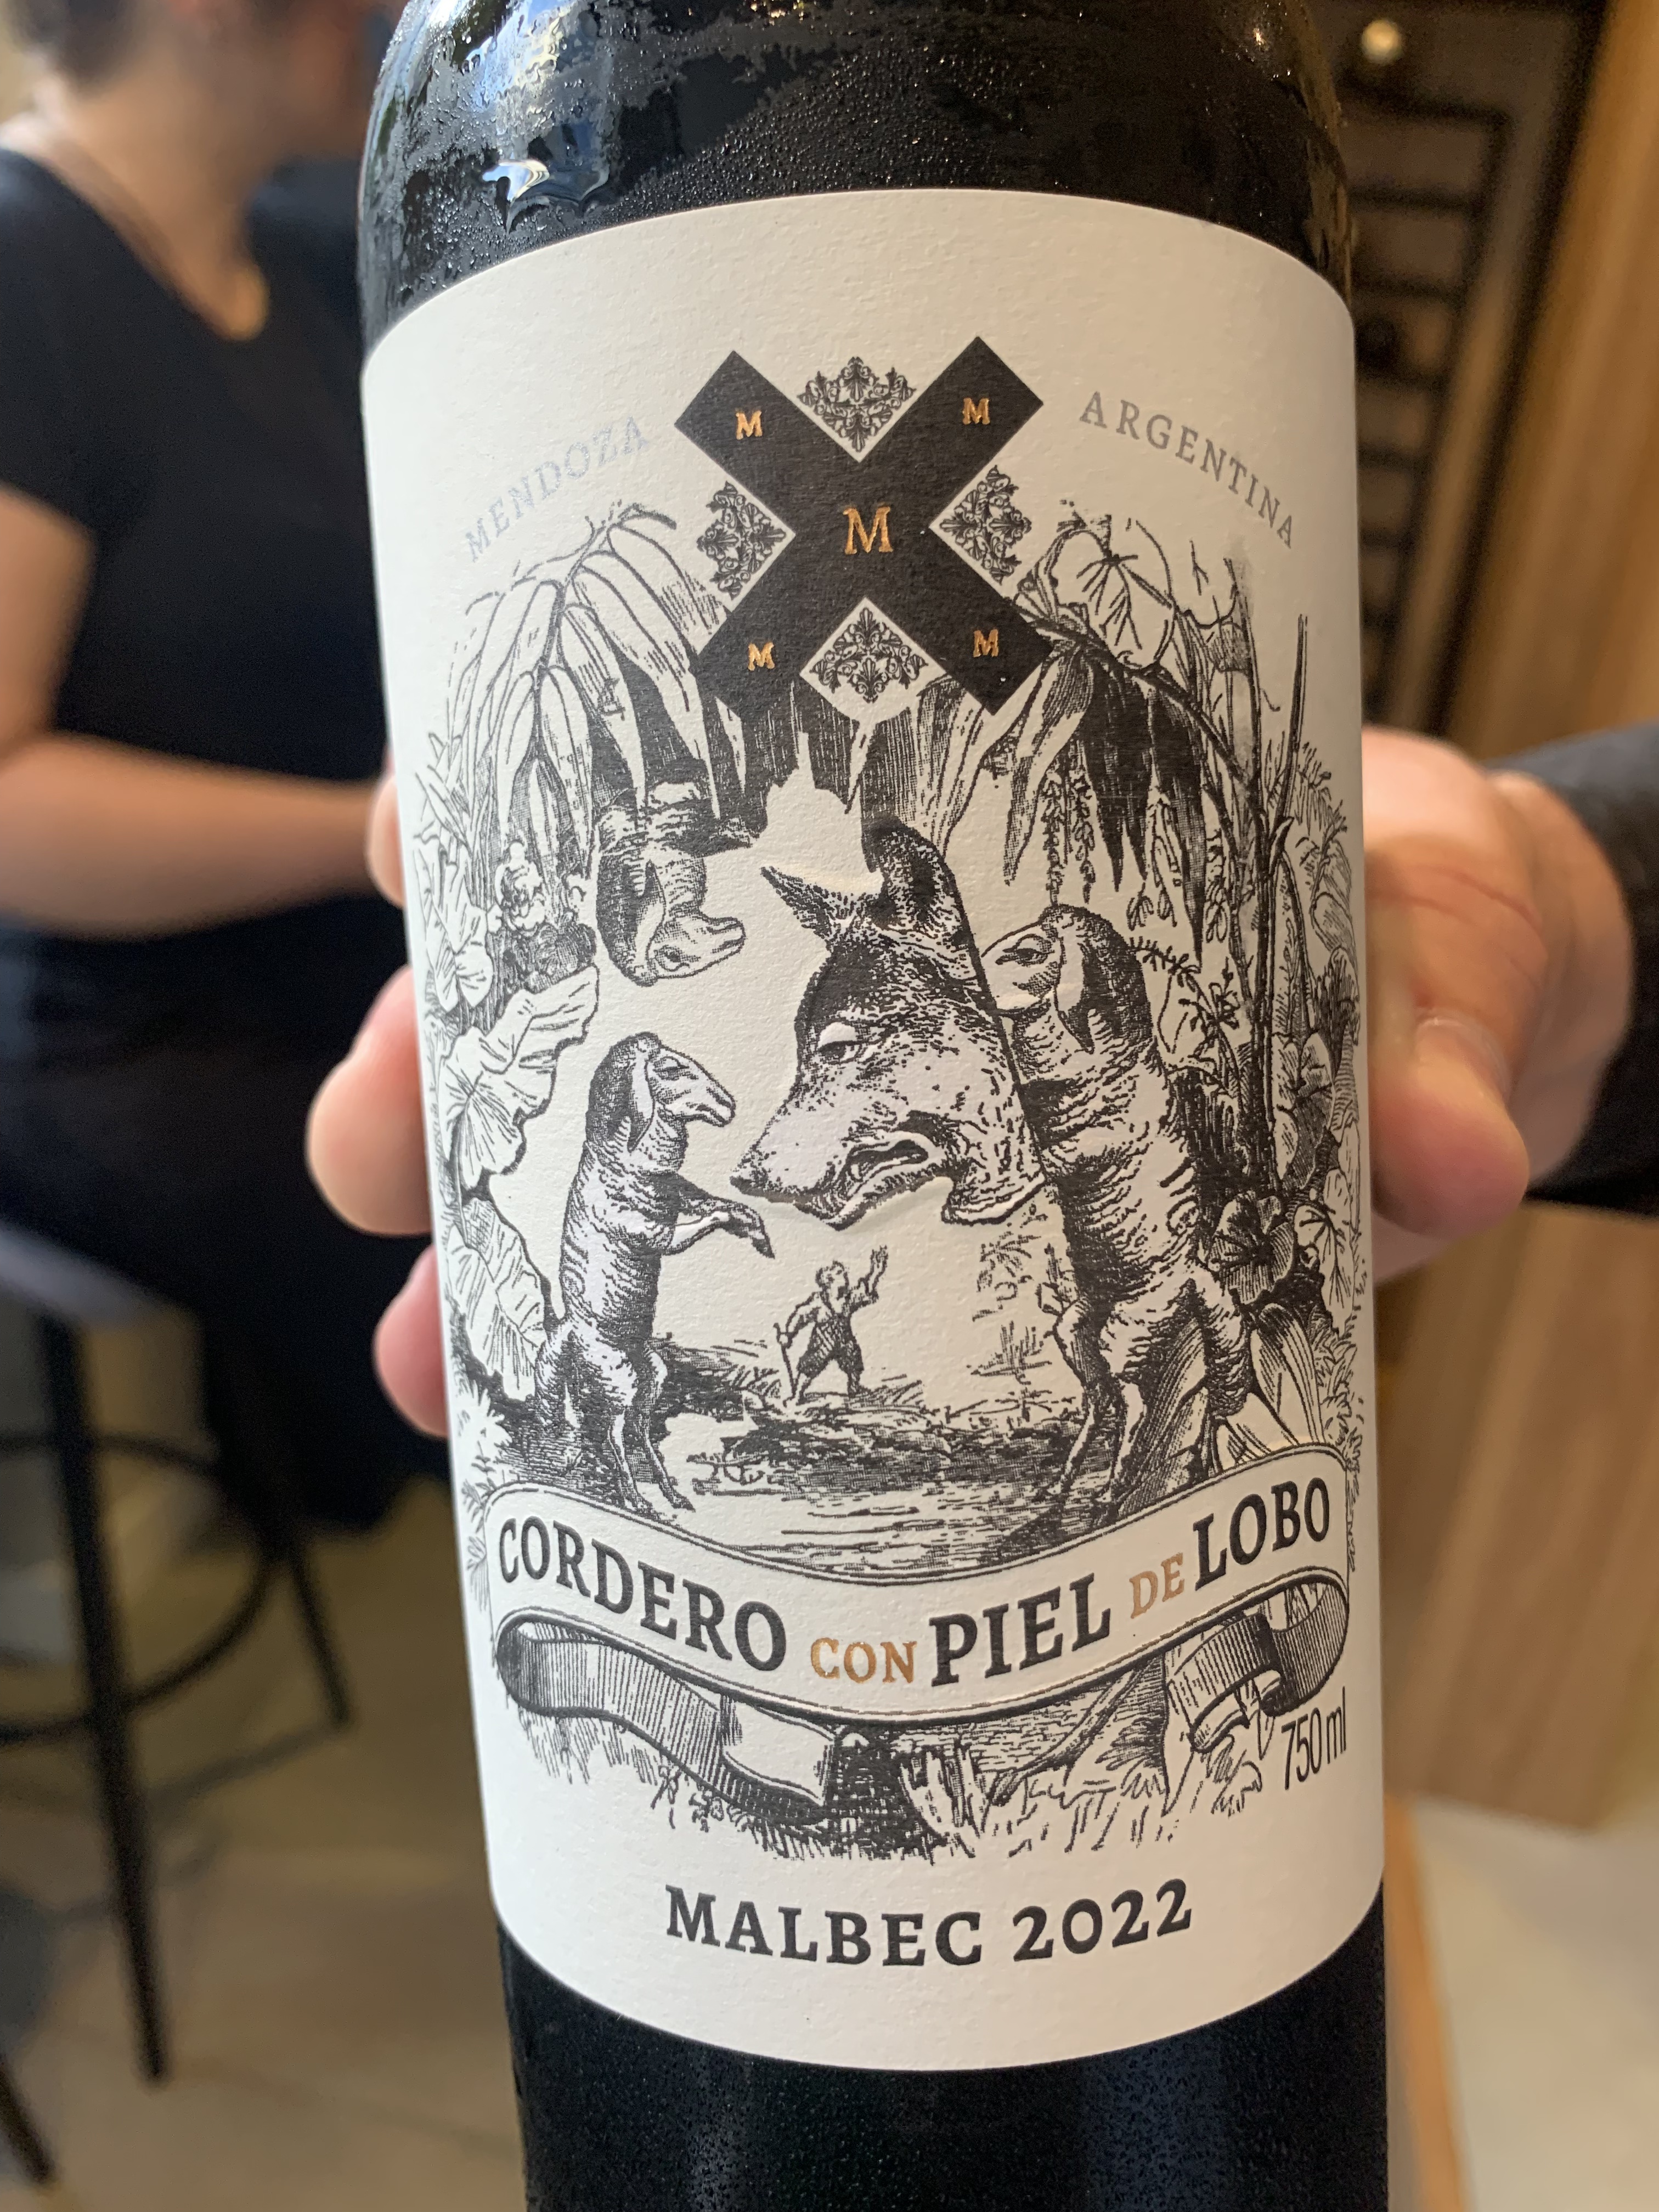 MENDOZA
ARGENTINA
M M
M
M M
CORDERO CON PIEL DE LOBO
750 ml
MALBEC 2022